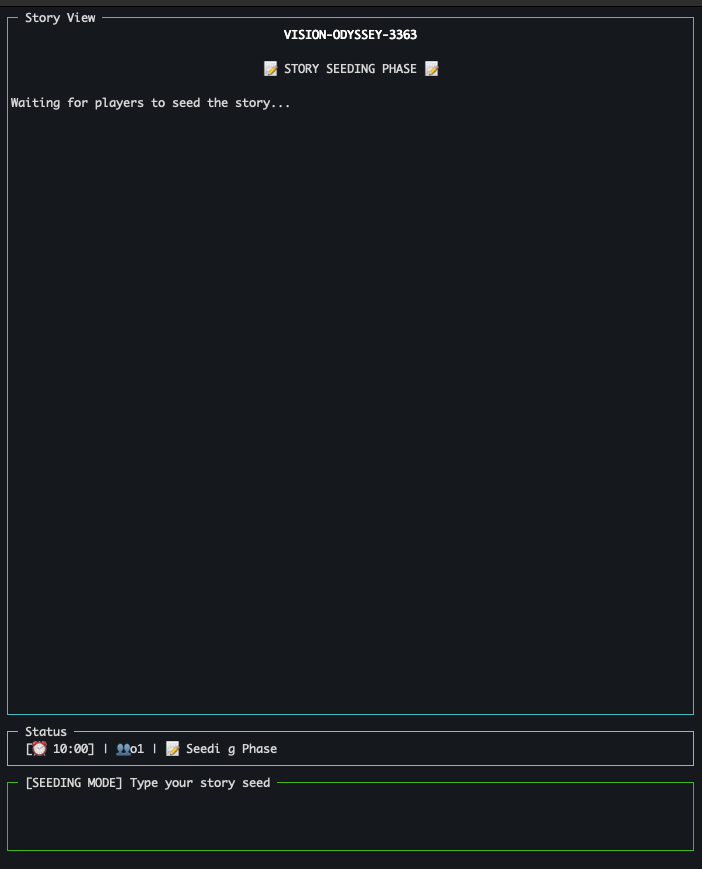 Story View
VISION-ODYSSEY-3363
📝 STORY SEEDING PHASE 📝
Waiting for players to seed the story...
Status
[⏰ 10:00] | 👥o1 | 📝 Seedi g Phase
[SEEDING MODE] Type your story seed